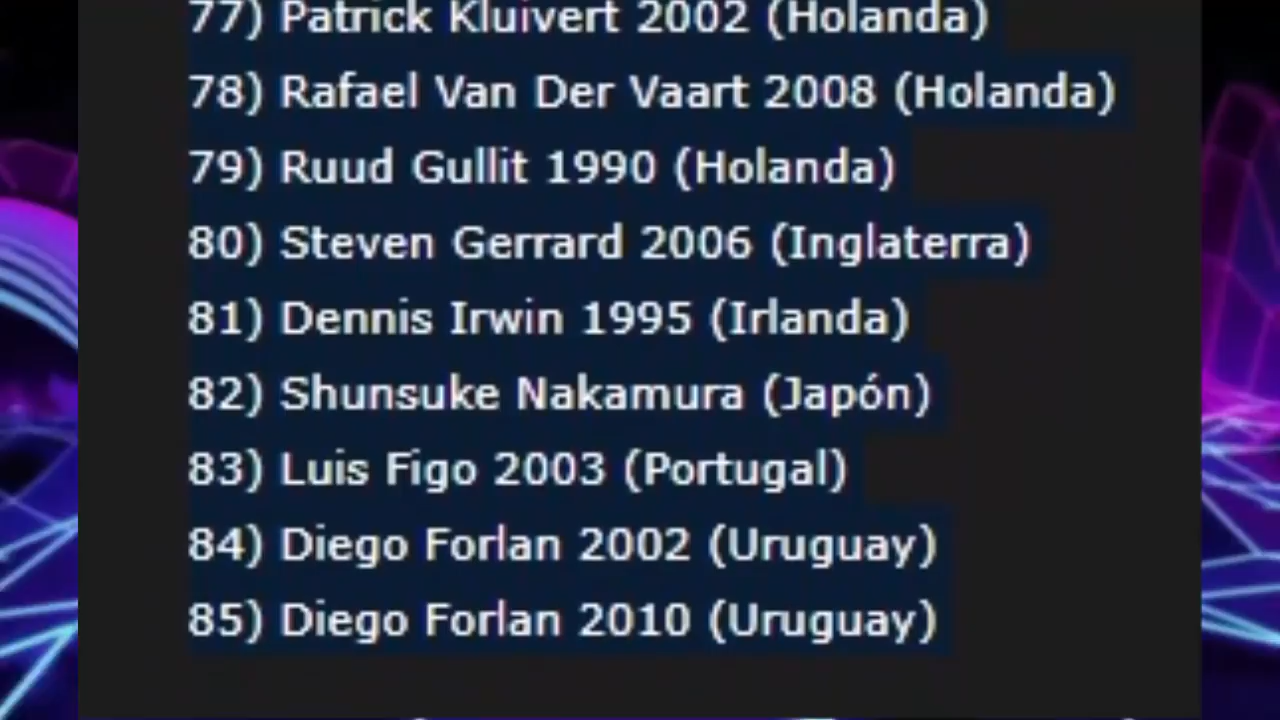 77) Patrick Kluivert 2002 (Holanda)
78) Rafael Van Der Vaart 2008 (Holanda)
79) Ruud Gullit 1990 (Holanda)
80) Steven Gerrard 2006 (Inglaterra)
81) Dennis Irwin 1995 (Irlanda)
82) Shunsuke Nakamura (Japón)
83) Luis Figo 2003 (Portugal)
84) Diego Forlan 2002 (Uruguay)
85) Diego Forlan 2010 (Uruguay)